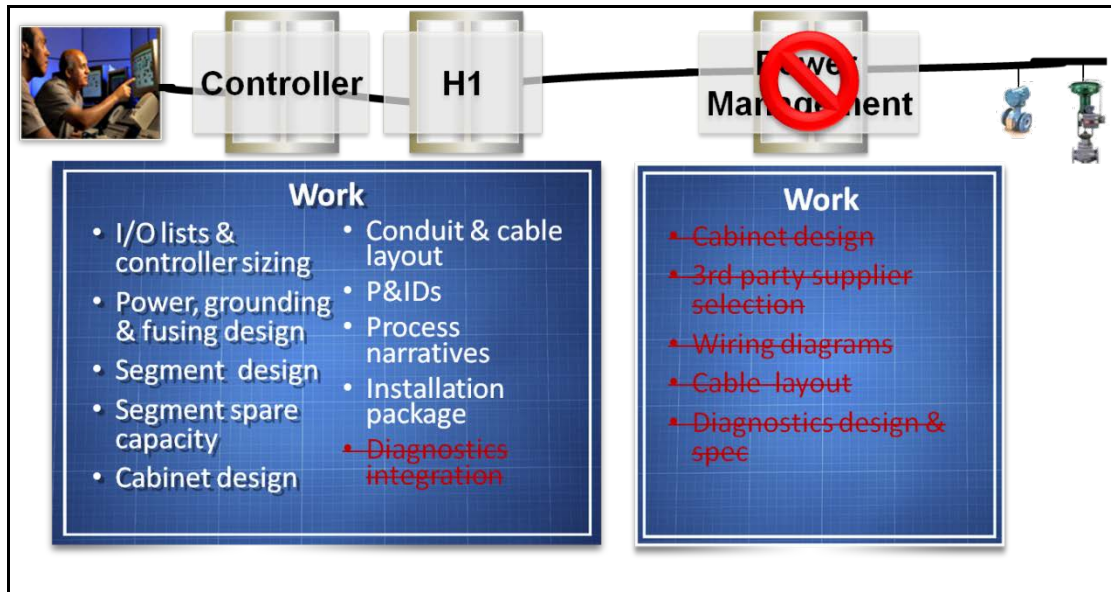 Controller
H1
Power
Management
Work
• I/O lists &
controller sizing
• Power, grounding
& fusing design
• Segment  design
• Segment spare
capacity
• Cabinet design
• Conduit & cable
layout
• P&IDs
• Process
narratives
• Installation
package
• Diagnostics
integration
Work
• Cabinet design
• 3rd party supplier
selection
• Wiring diagrams
• Cable  layout
• Diagnostics design &
spec